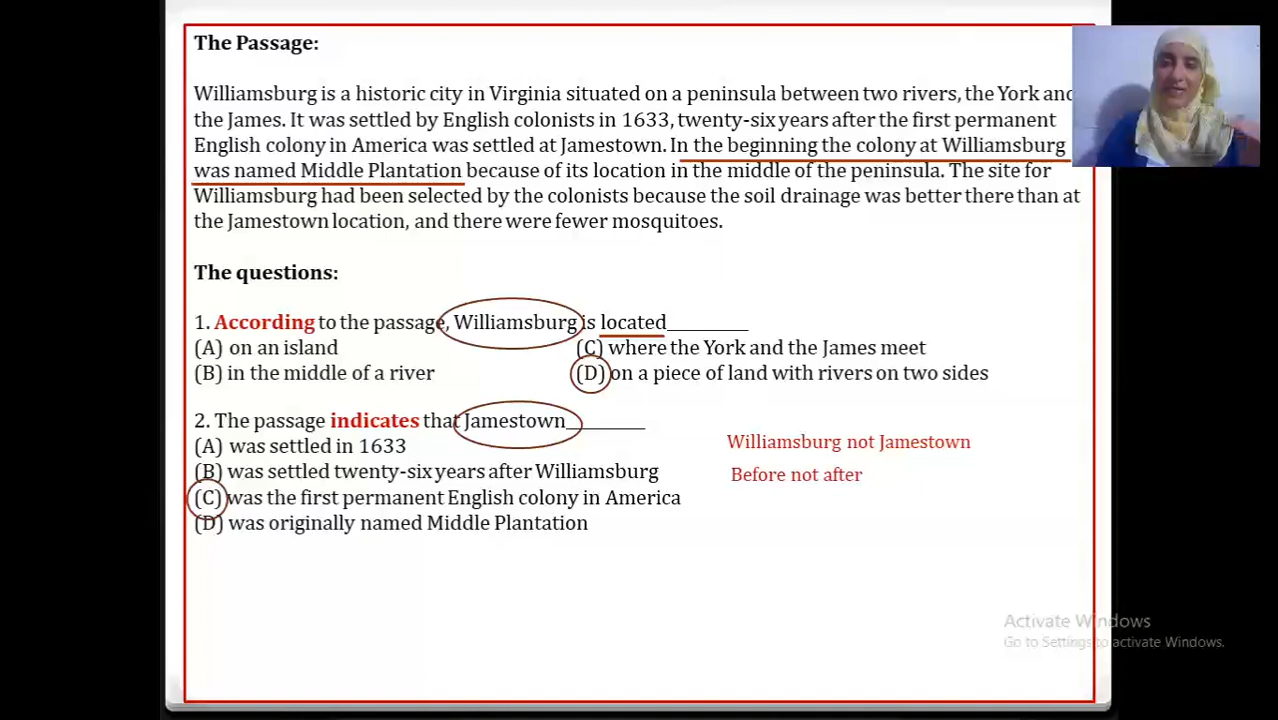 The Passage:
Williamsburg is a historic city in Virginia situated on a peninsula between two rivers, the York and
the James. It was settled by English colonists in 1633, twenty-six years after the first permanent
English colony in America was settled at Jamestown. In the beginning the colony at Williamsburg
was named Middle Plantation because of its location in the middle of the peninsula. The site for
Williamsburg had been selected by the colonists because the soil drainage was better there than at
the Jamestown location, and there were fewer mosquitoes.
The questions:
1. According to the passage, Williamsburg is located________
(A) on an island
(C) where the York and the James meet
(B) in the middle of a river
(D) on a piece of land with rivers on two sides
2. The passage indicates that Jamestown________
(A) was settled in 1633
Williamsburg not Jamestown
(B) was settled twenty-six years after Williamsburg
Before not after
(C) was the first permanent English colony in America
(D) was originally named Middle Plantation
Activate Windows
Go to Settings to activate Windows.